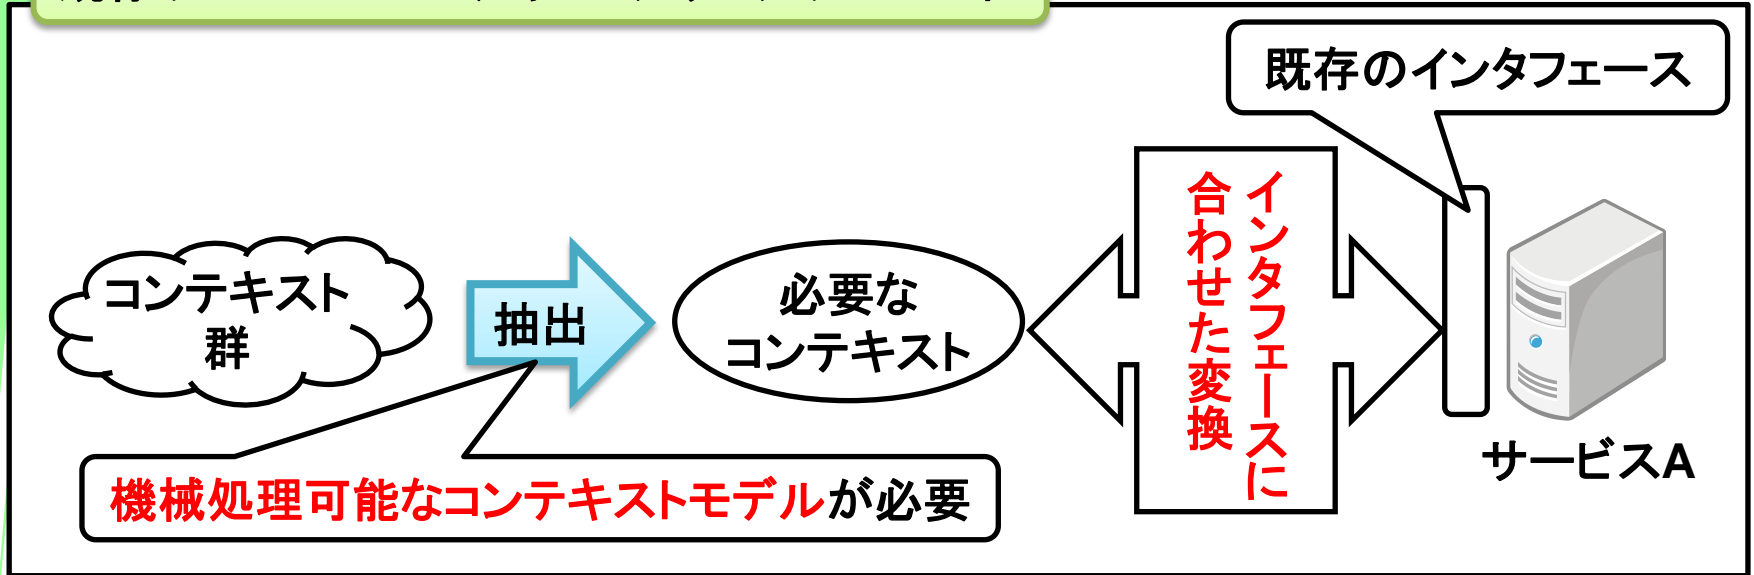 既存のインタフェース
コンテキスト
群
抽出
必要な
コンテキスト
インタフェースに
合わせた変換
サービスA
機械処理可能なコンテキストモデルが必要